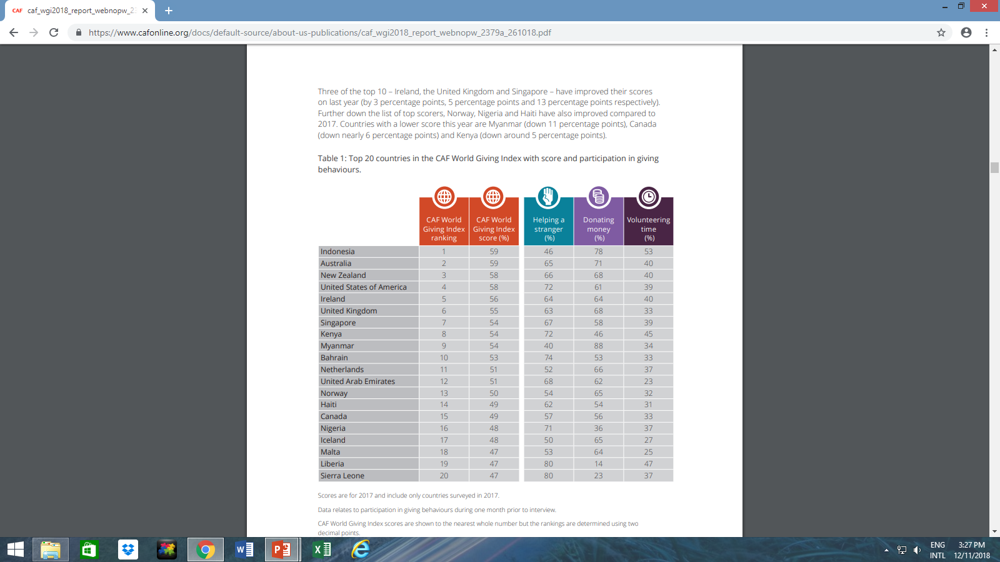 CAF caf_wgi2018_report_webnopw_23
https://www.cafonline.org/docs/default-source/about-us-publications/caf_wgi2018_report_webnopw_2379a_261018.pdf
Three of the top 10 – Ireland, the United Kingdom and Singapore – have improved their scores
on last year (by 3 percentage points, 5 percentage points and 13 percentage points respectively).
Further down the list of top scorers, Norway, Nigeria and Haiti have also improved compared to
2017. Countries with a lower score this year are Myanmar (down 11 percentage points), Canada
(down nearly 6 percentage points) and Kenya (down around 5 percentage points).
Table 1: Top 20 countries in the CAF World Giving Index with score and participation in giving
behaviours.
CAF World Giving Index ranking CAF World Giving Index score (%) Helping a stranger (%) Donating money (%) Volunteering time (%)
Indonesia 1 59 46 78 53
Australia 2 59 65 71 40
New Zealand 3 58 66 68 40
United States of America 4 58 72 61 39
Ireland 5 56 64 64 40
United Kingdom 6 55 63 68 33
Singapore 7 54 67 58 39
Kenya 8 54 72 46 45
Myanmar 9 54 40 88 34
Bahrain 10 53 74 53 33
Netherlands 11 51 52 66 37
United Arab Emirates 12 51 68 62 23
Norway 13 50 54 65 32
Haiti 14 49 62 54 31
Canada 15 49 57 56 33
Nigeria 16 48 71 36 37
Iceland 17 48 50 65 27
Malta 18 47 53 64 25
Liberia 19 47 80 14 47
Sierra Leone 20 47 80 23 37
Scores are for 2017 and include only countries surveyed in 2017.
Data relates to participation in giving behaviours during one month prior to interview.
CAF World Giving Index scores are shown to the nearest whole number but the rankings are determined using two
decimal points.
ENG 3:27 PM
INTL 12/11/2018